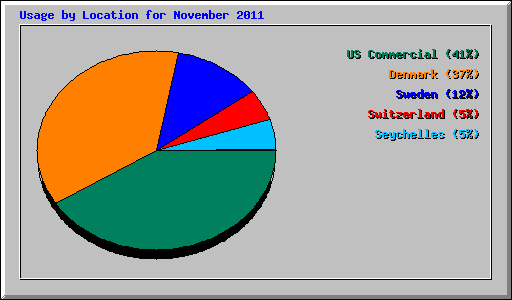 Usage by Location for November 2011
US Commercial (41%)
Denmark (37%)
Sweden (12%)
Switzerland (5%)
Seychelles (5%)